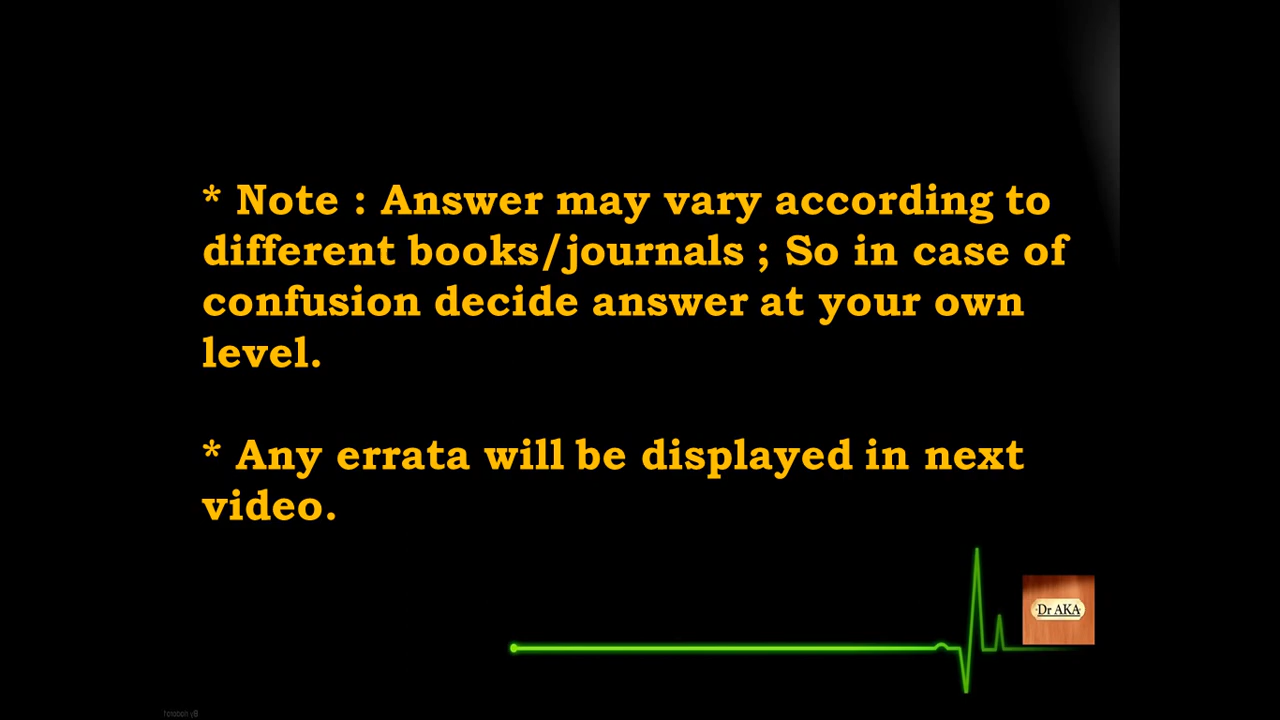 * Note : Answer may vary according to
different books/journals ; So in case of
confusion decide answer at your own
level.
* Any errata will be displayed in next
video.
Dr AKA